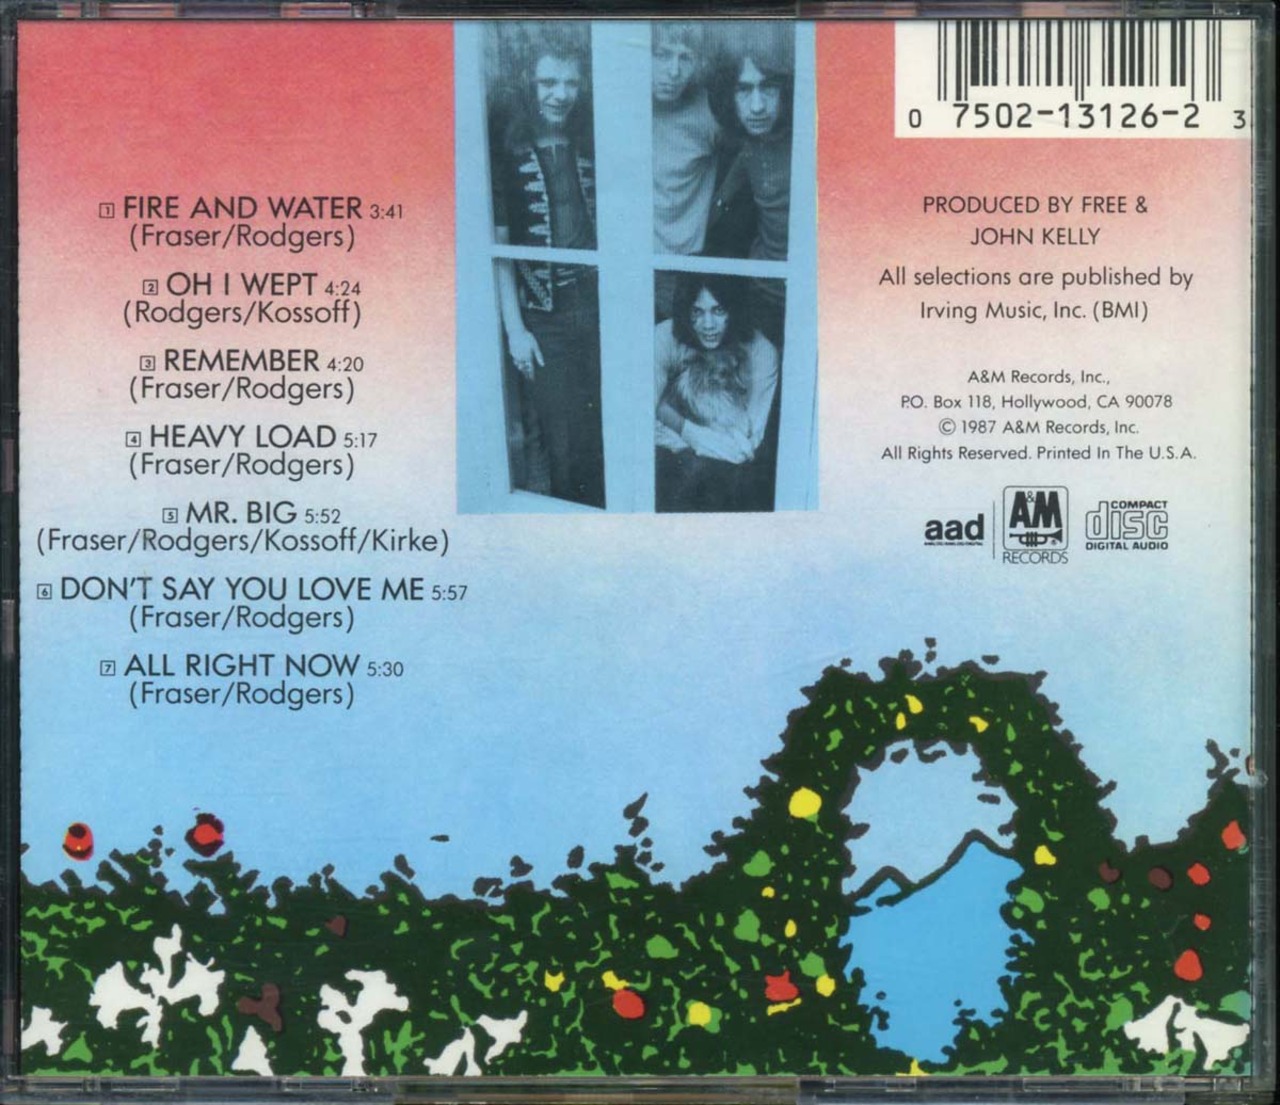 0 7502-13126-2 3
1 FIRE AND WATER 3:41
(Fraser/Rodgers)
2 OH I WEPT 4:24
(Rodgers/Kossoff)
3 REMEMBER 4:20
(Fraser/Rodgers)
4 HEAVY LOAD 5:17
(Fraser/Rodgers)
5 MR. BIG 5:52
(Fraser/Rodgers/Kossoff/Kirke)
6 DON'T SAY YOU LOVE ME 5:57
(Fraser/Rodgers)
7 ALL RIGHT NOW 5:30
(Fraser/Rodgers)
PRODUCED BY FREE &
JOHN KELLY
All selections are published by
Irving Music, Inc. (BMI)
A&M Records, Inc.,
P.O. Box 118, Hollywood, CA 90078
© 1987 A&M Records, Inc.
All Rights Reserved. Printed In The U.S.A.
aad
A&M
RECORDS
COMPACT
disc
DIGITAL AUDIO